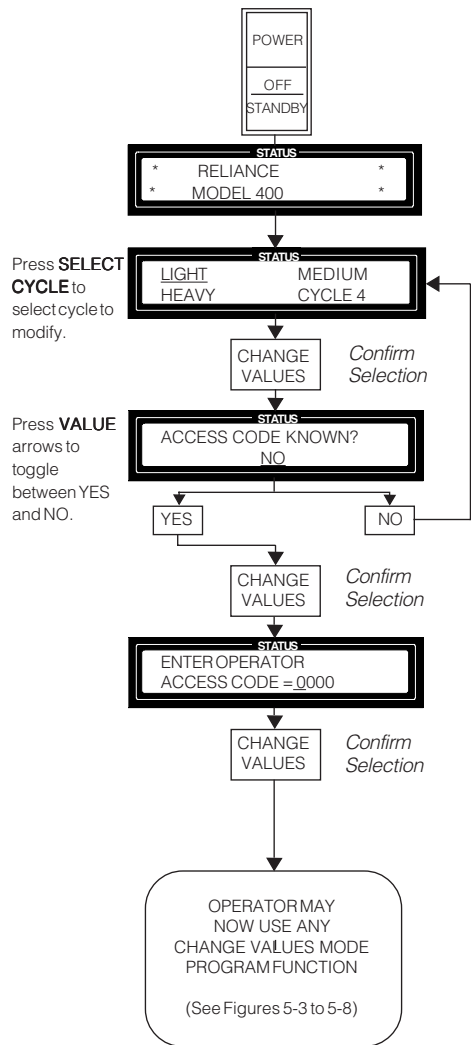 POWER
OFF
STANDBY
STATUS
* RELIANCE *
* MODEL 400 *
Press SELECT
CYCLE to
select cycle to
modify.
STATUS
LIGHT MEDIUM
HEAVY CYCLE 4
CHANGE
VALUES
Confirm
Selection
Press VALUE
arrows to
toggle
between YES
and NO.
STATUS
ACCESS CODE KNOWN?
NO
YES
NO
CHANGE
VALUES
Confirm
Selection
STATUS
ENTER OPERATOR
ACCESS CODE = 0000
CHANGE
VALUES
Confirm
Selection
OPERATOR MAY
NOW USE ANY
CHANGE VALUES MODE
PROGRAM FUNCTION
(See Figures 5-3 to 5-8)